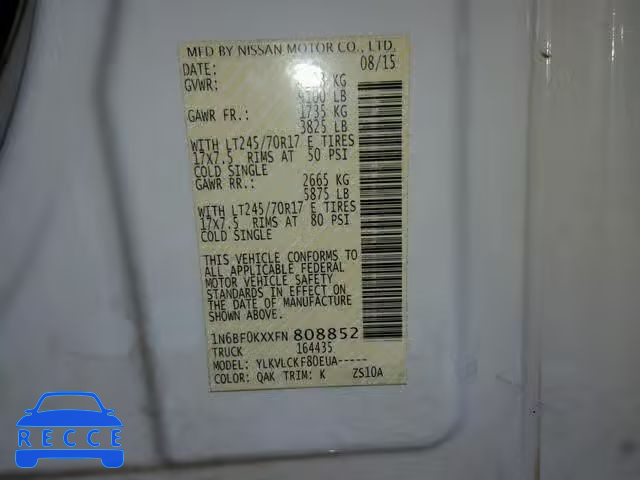 MFD BY NISSAN MOTOR CO., LTD.
DATE: 08/15
GVWR: KG
9100 LB
GAWR FR.: 1735 KG
3825 LB
WITH LT245/70R17 E TIRES
17X7.5 RIMS AT 50 PSI
COLD SINGLE
GAWR RR.: 2665 KG
5875 LB
WITH LT245/70R17 E TIRES
17X7.5 RIMS AT 80 PSI
COLD SINGLE
THIS VEHICLE CONFORMS TO
ALL APPLICABLE FEDERAL
MOTOR VEHICLE SAFETY
STANDARDS IN EFFECT ON
THE DATE OF MANUFACTURE
SHOWN ABOVE.
1N6BF0KXXFN 808852
TRUCK 164435
MODEL: YLKVLCKF80EUA-----
COLOR: QAK TRIM: K ZS10A
RECCE